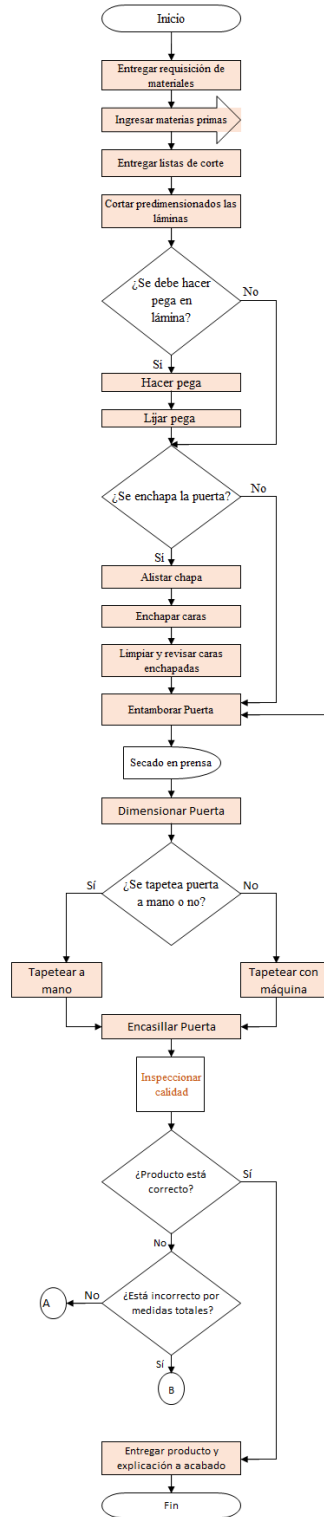 Inicio
Entregar requisición de
materiales
Ingresar materias primas
Entregar listas de corte
Cortar predimensionados las
láminas
¿Se debe hacer
pega en
lámina?
No
Si
Hacer pega
Lijar pega
¿Se enchapa la puerta?
No
Si
Alistar chapa
Enchapar caras
Limpiar y revisar caras
enchapadas
Entamborar Puerta
Secado en prensa
Dimensionar Puerta
¿Se tapetea puerta
a mano o no?
Sí
No
Tapetear a
mano
Tapetear con
máquina
Encasillar Puerta
Inspeccionar
calidad
¿Producto está
correcto?
Sí
No
¿Está incorrecto por
medidas totales?
No
A
Sí
B
Entregar producto y
explicación a acabado
Fin